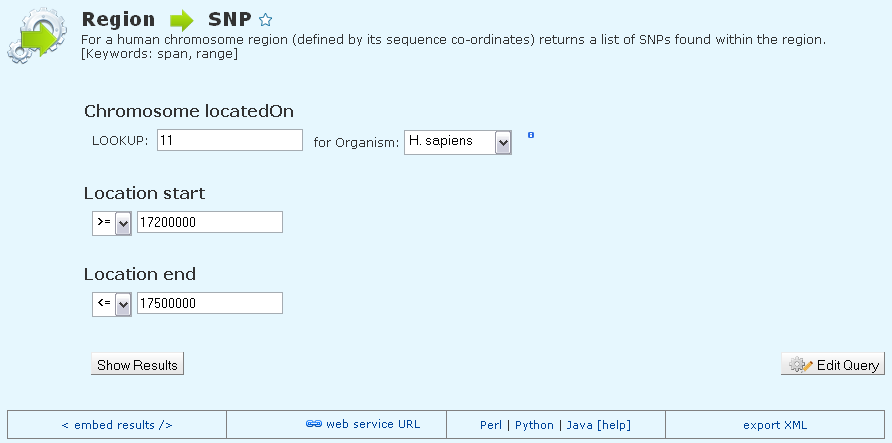 Region SNP
For a human chromosome region (defined by its sequence co-ordinates) returns a list of SNPs found within the region.
[Keywords: span, range]
Chromosome locatedOn
LOOKUP: 11 for Organism: H. sapiens
Location start
>= 17200000
Location end
<= 17500000
Show Results Edit Query
< embed results /> web service URL Perl | Python | Java [help] export XML